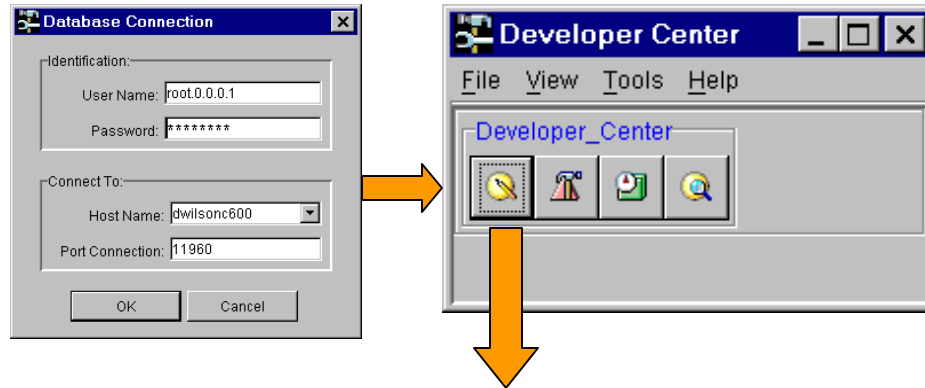 Database Connection
Identification:
User Name: root.0.0.0.1
Password: ********
Connect To:
Host Name: dwilsonc600
Port Connection: 11960
OK Cancel
Developer Center
File View Tools Help
Developer_Center